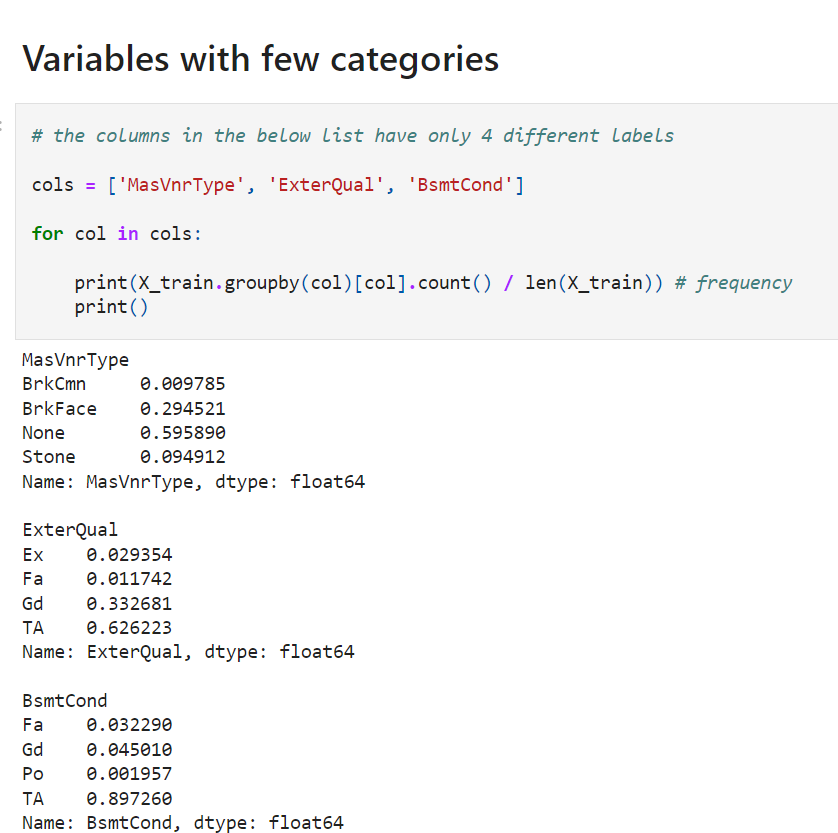 Variables with few categories
# the columns in the below list have only 4 different labels
cols = ['MasVnrType', 'ExterQual', 'BsmtCond']
for col in cols:
    print(X_train.groupby(col)[col].count() / len(X_train)) # frequency
    print()
MasVnrType
BrkCmn     0.009785
BrkFace    0.294521
None       0.595890
Stone      0.094912
Name: MasVnrType, dtype: float64
ExterQual
Ex    0.029354
Fa    0.011742
Gd    0.332681
TA    0.626223
Name: ExterQual, dtype: float64
BsmtCond
Fa    0.032290
Gd    0.045010
Po    0.001957
TA    0.897260
Name: BsmtCond, dtype: float64